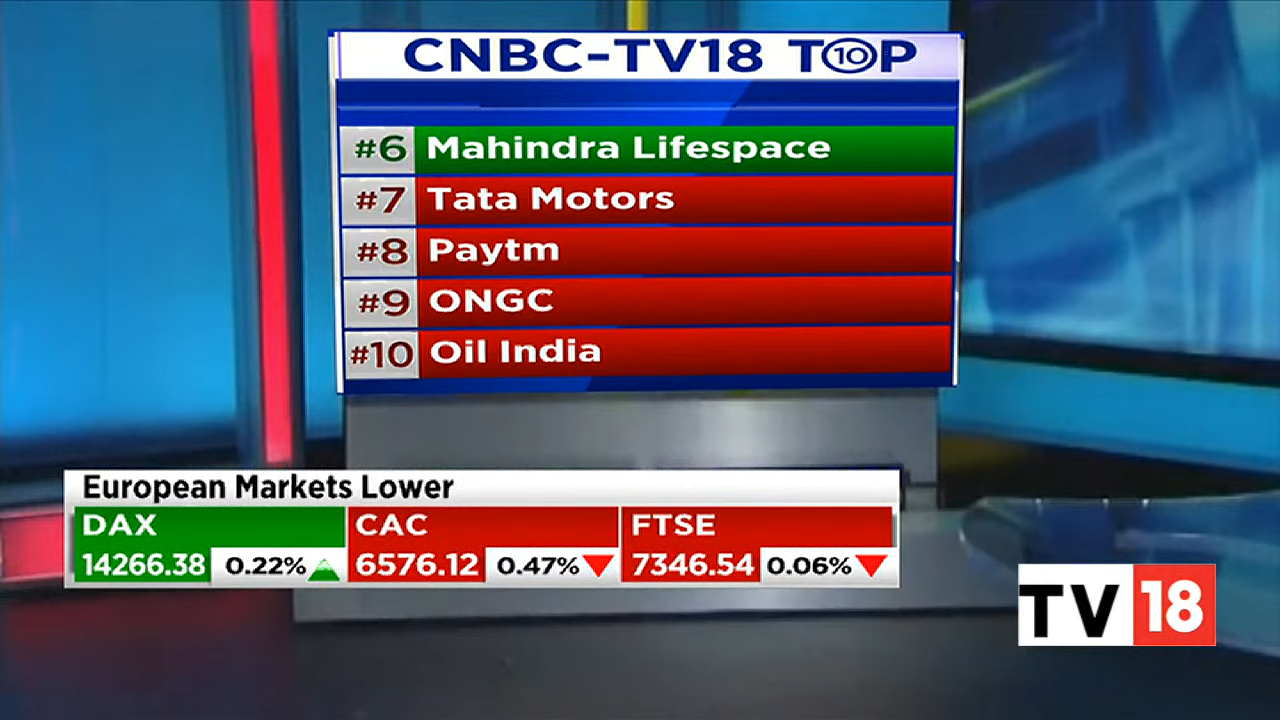 CNBC-TV18 TOP 10
#6 Mahindra Lifespace
#7 Tata Motors
#8 Paytm
#9 ONGC
#10 Oil India
European Markets Lower
DAX CAC FTSE
14266.38 0.22% 6576.12 0.47% 7346.54 0.06%
TV18